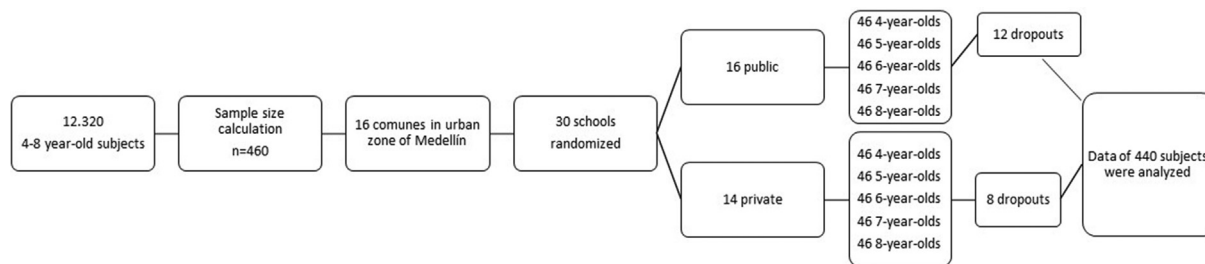 12.320
4-8 year-old subjects
Sample size
calculation
n=460
16 comunes in urban
zone of Medellín
30 schools
randomized
16 public
46 4-year-olds
46 5-year-olds
46 6-year-olds
46 7-year-olds
46 8-year-olds
12 dropouts
14 private
46 4-year-olds
46 5-year-olds
46 6-year-olds
46 7-year-olds
46 8-year-olds
8 dropouts
Data of 440 subjects
were analyzed